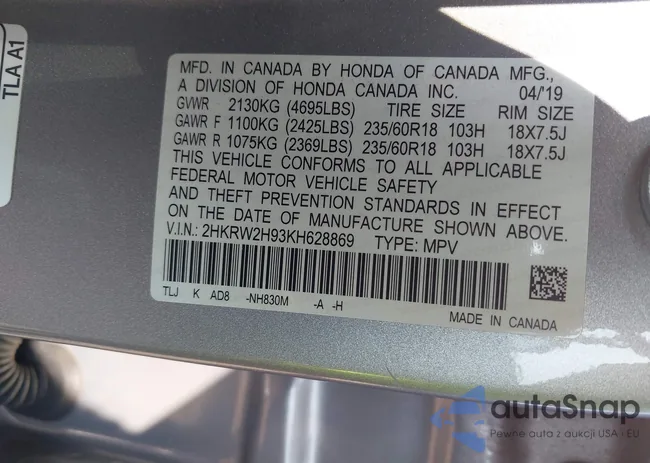 TLA A1
MFD. IN CANADA BY HONDA OF CANADA MFG.,
A DIVISION OF HONDA CANADA INC. 04/'19
GVWR 2130KG (4695LBS) TIRE SIZE RIM SIZE
GAWR F 1100KG (2425LBS) 235/60R18 103H 18X7.5J
GAWR R 1075KG (2369LBS) 235/60R18 103H 18X7.5J
THIS VEHICLE CONFORMS TO ALL APPLICABLE
FEDERAL MOTOR VEHICLE SAFETY
AND THEFT PREVENTION STANDARDS IN EFFECT
ON THE DATE OF MANUFACTURE SHOWN ABOVE.
V.I.N.: 2HKRW2H93KH628869 TYPE: MPV
TLJ K AD8 -NH830M -A -H
MADE IN CANADA
autaSnap
Pewne auta z aukcji USA i EU